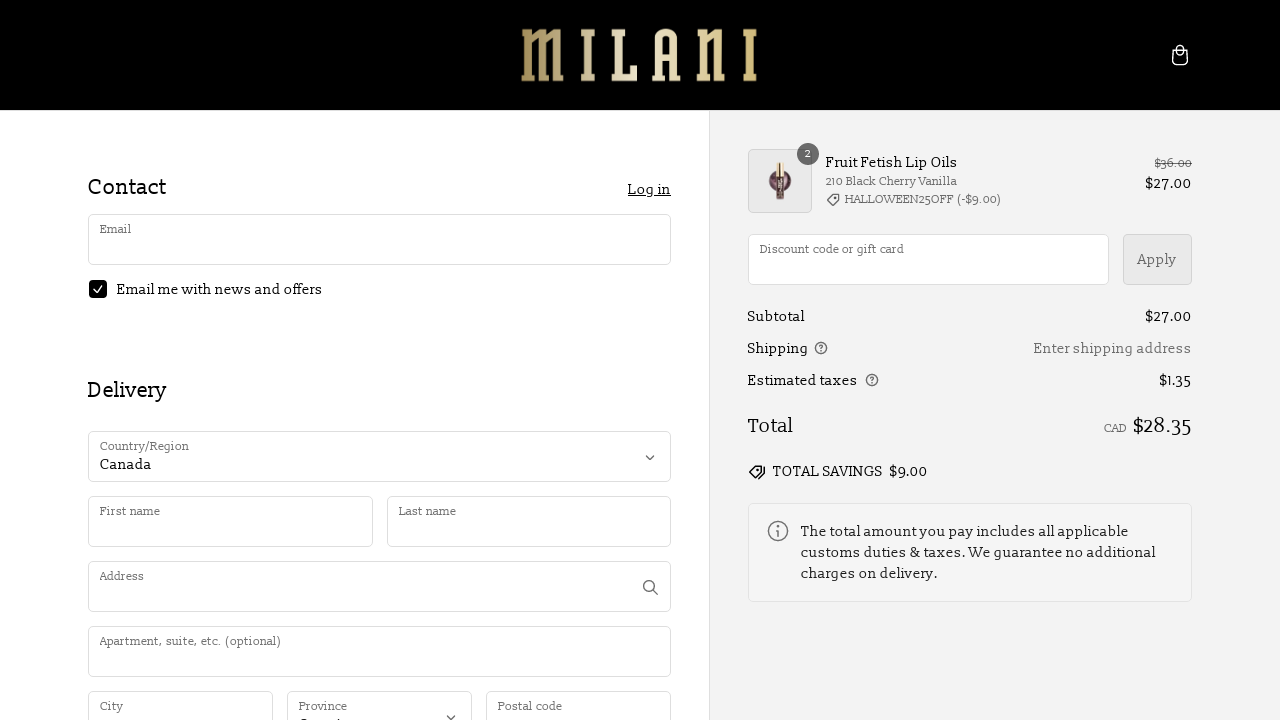 MILANI
Contact
Log in
Email
Email me with news and offers
Delivery
Country/Region
Canada
First name
Last name
Address
Apartment, suite, etc. (optional)
City
Province
Postal code
2
Fruit Fetish Lip Oils
$36.00
210 Black Cherry Vanilla
$27.00
HALLOWEEN25OFF (-$9.00)
Discount code or gift card
Apply
Subtotal
$27.00
Shipping
Enter shipping address
Estimated taxes
$1.35
Total
CAD $28.35
TOTAL SAVINGS $9.00
The total amount you pay includes all applicable
customs duties & taxes. We guarantee no additional
charges on delivery.